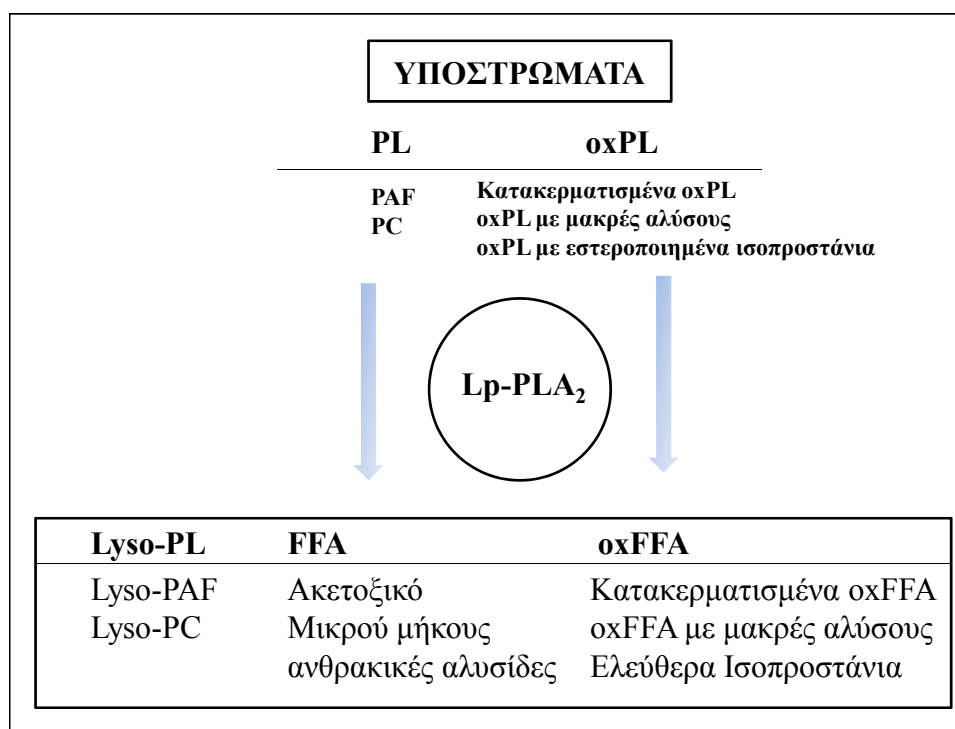 ΥΠΟΣΤΡΩΜΑΤΑ
PL oxPL
PAF Κατακερματισμένα oxPL
PC oxPL με μακρές αλύσους
oxPL με εστεροποιημένα ισοπροστάνια
Lp-PLA₂
Lyso-PL FFA oxFFA
Lyso-PAF Ακετοξικό Κατακερματισμένα oxFFA
Lyso-PC Μικρού μήκους oxFFA με μακρές αλύσους
ανθρακικές αλυσίδες Ελεύθερα Ισοπροστάνια